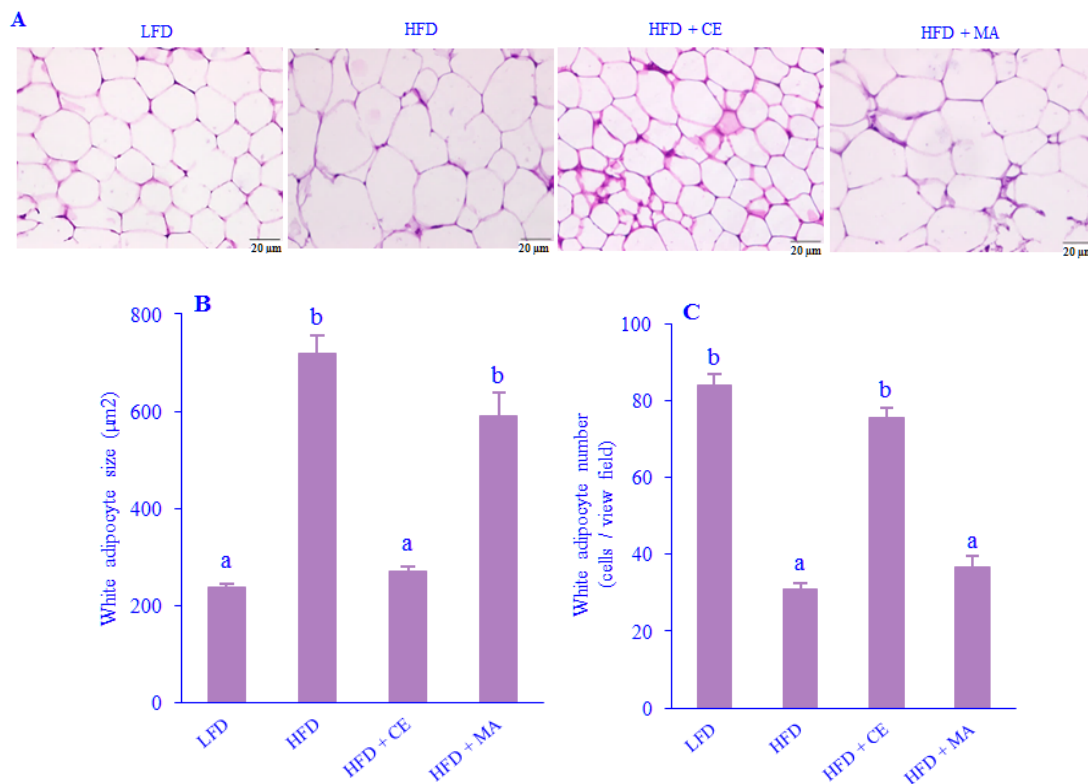 A
LFD
HFD
HFD + CE
HFD + MA
20 μm
20 μm
20 μm
20 μm
B
White adipocyte size (μm2)
800
600
400
200
0
a
b
a
b
LFD
HFD
HFD + CE
HFD + MA
C
White adipocyte number
(cells / view field)
100
80
60
40
20
0
b
a
b
a
LFD
HFD
HFD + CE
HFD + MA